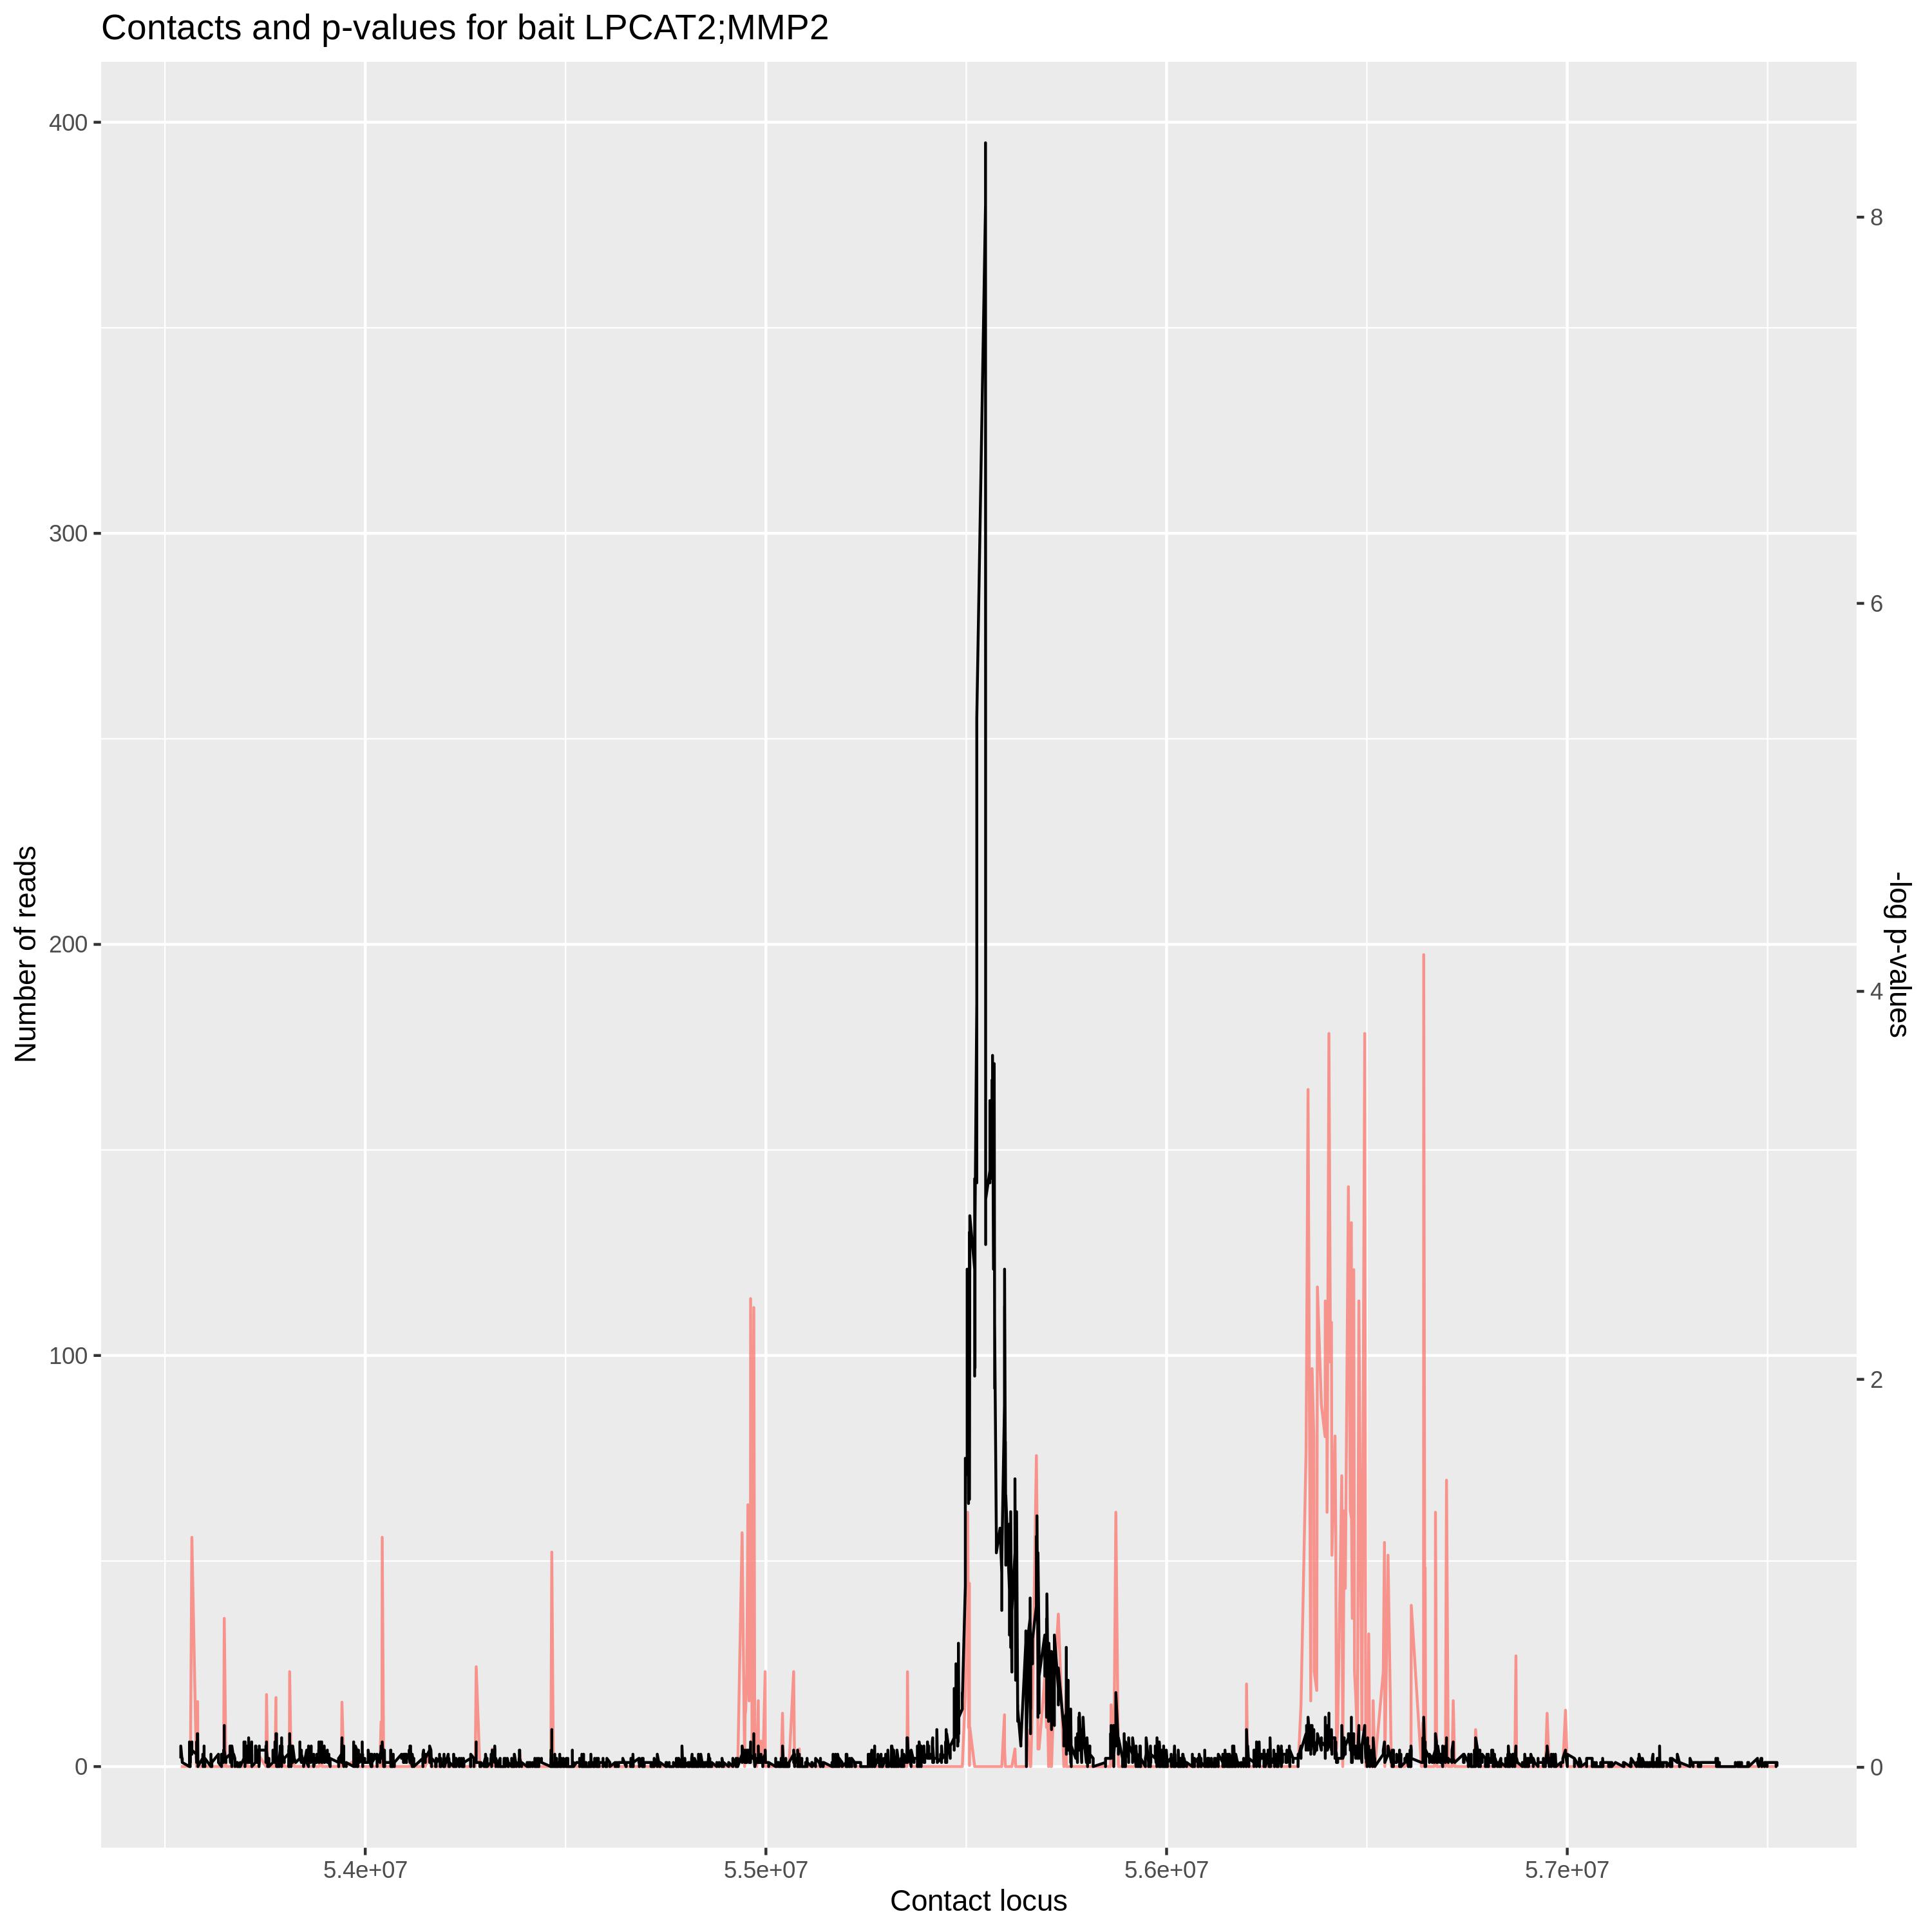 Contacts and p-values for bait LPCAT2;MMP2
400
300
200
100
0
Number of reads
8
6
4
2
0
-log p-values
5.4e+07
5.5e+07
5.6e+07
5.7e+07
Contact locus